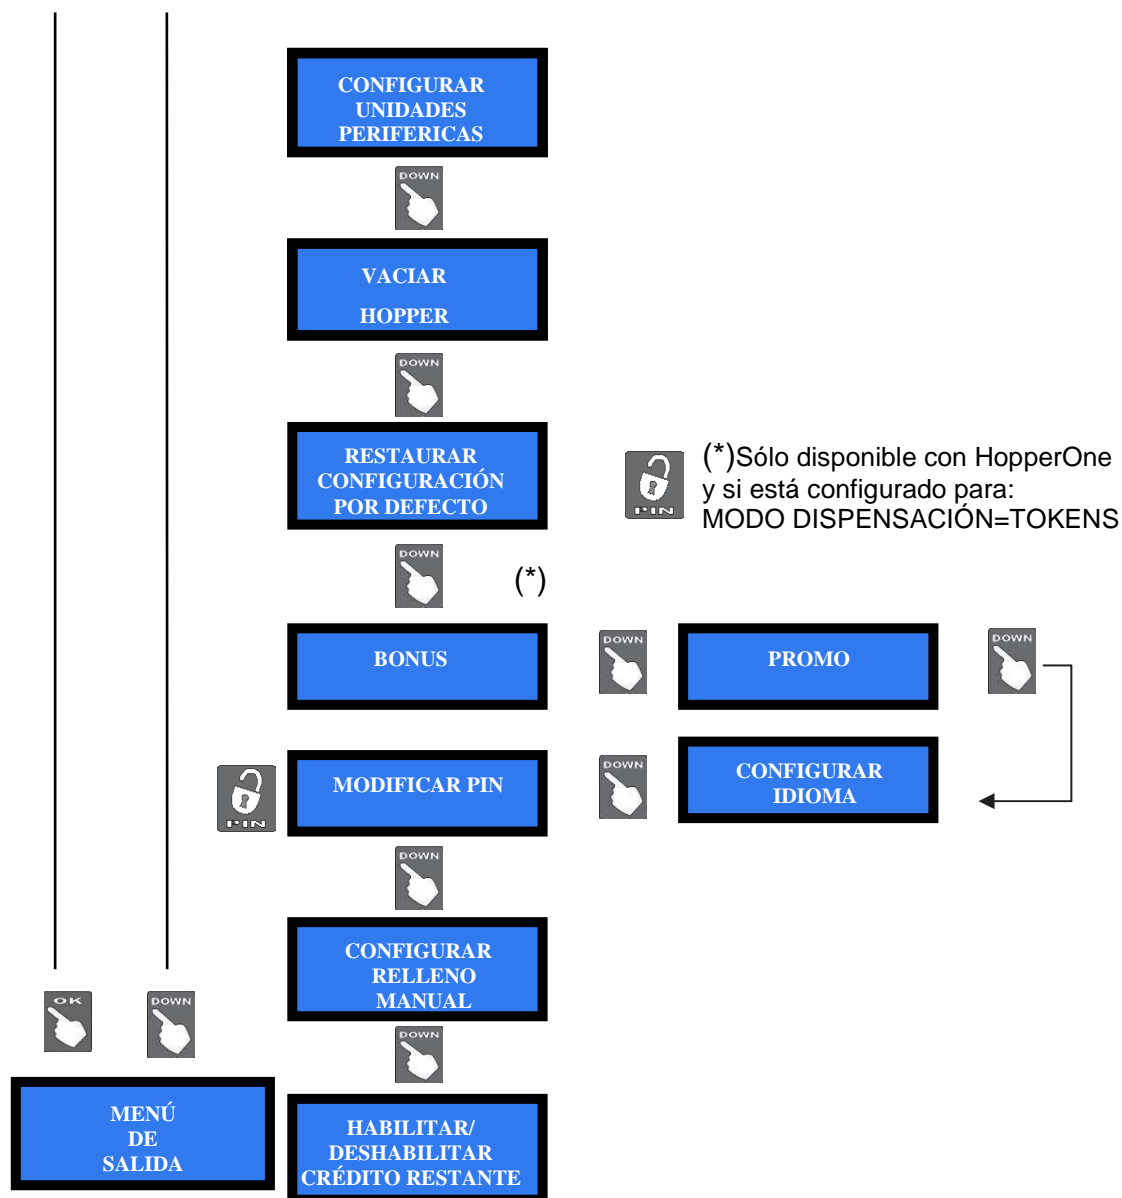 CONFIGURAR
UNIDADES
PERIFERICAS
DOWN
VACIAR
HOPPER
DOWN
RESTAURAR
CONFIGURACIÓN
POR DEFECTO
PIN
(*)Sólo disponible con HopperOne
y si está configurado para:
MODO DISPENSACIÓN=TOKENS
DOWN
(*)
BONUS
DOWN
PROMO
DOWN
PIN
MODIFICAR PIN
DOWN
CONFIGURAR
IDIOMA
DOWN
CONFIGURAR
RELLENO
MANUAL
OK
DOWN
DOWN
MENÚ
DE
SALIDA
HABILITAR/
DESHABILITAR
CRÉDITO RESTANTE